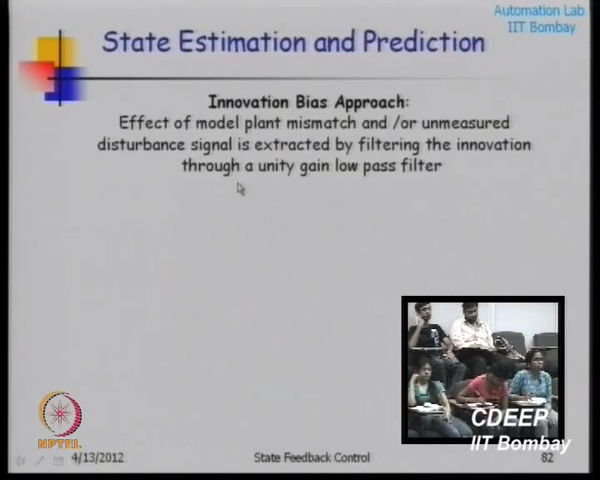 Automation Lab
IIT Bombay
State Estimation and Prediction
Innovation Bias Approach:
Effect of model plant mismatch and /or unmeasured
disturbance signal is extracted by filtering the innovation
through a unity gain low pass filter
CDEEP
IIT Bombay
NPTEL
4/13/2012
State Feedback Control
82